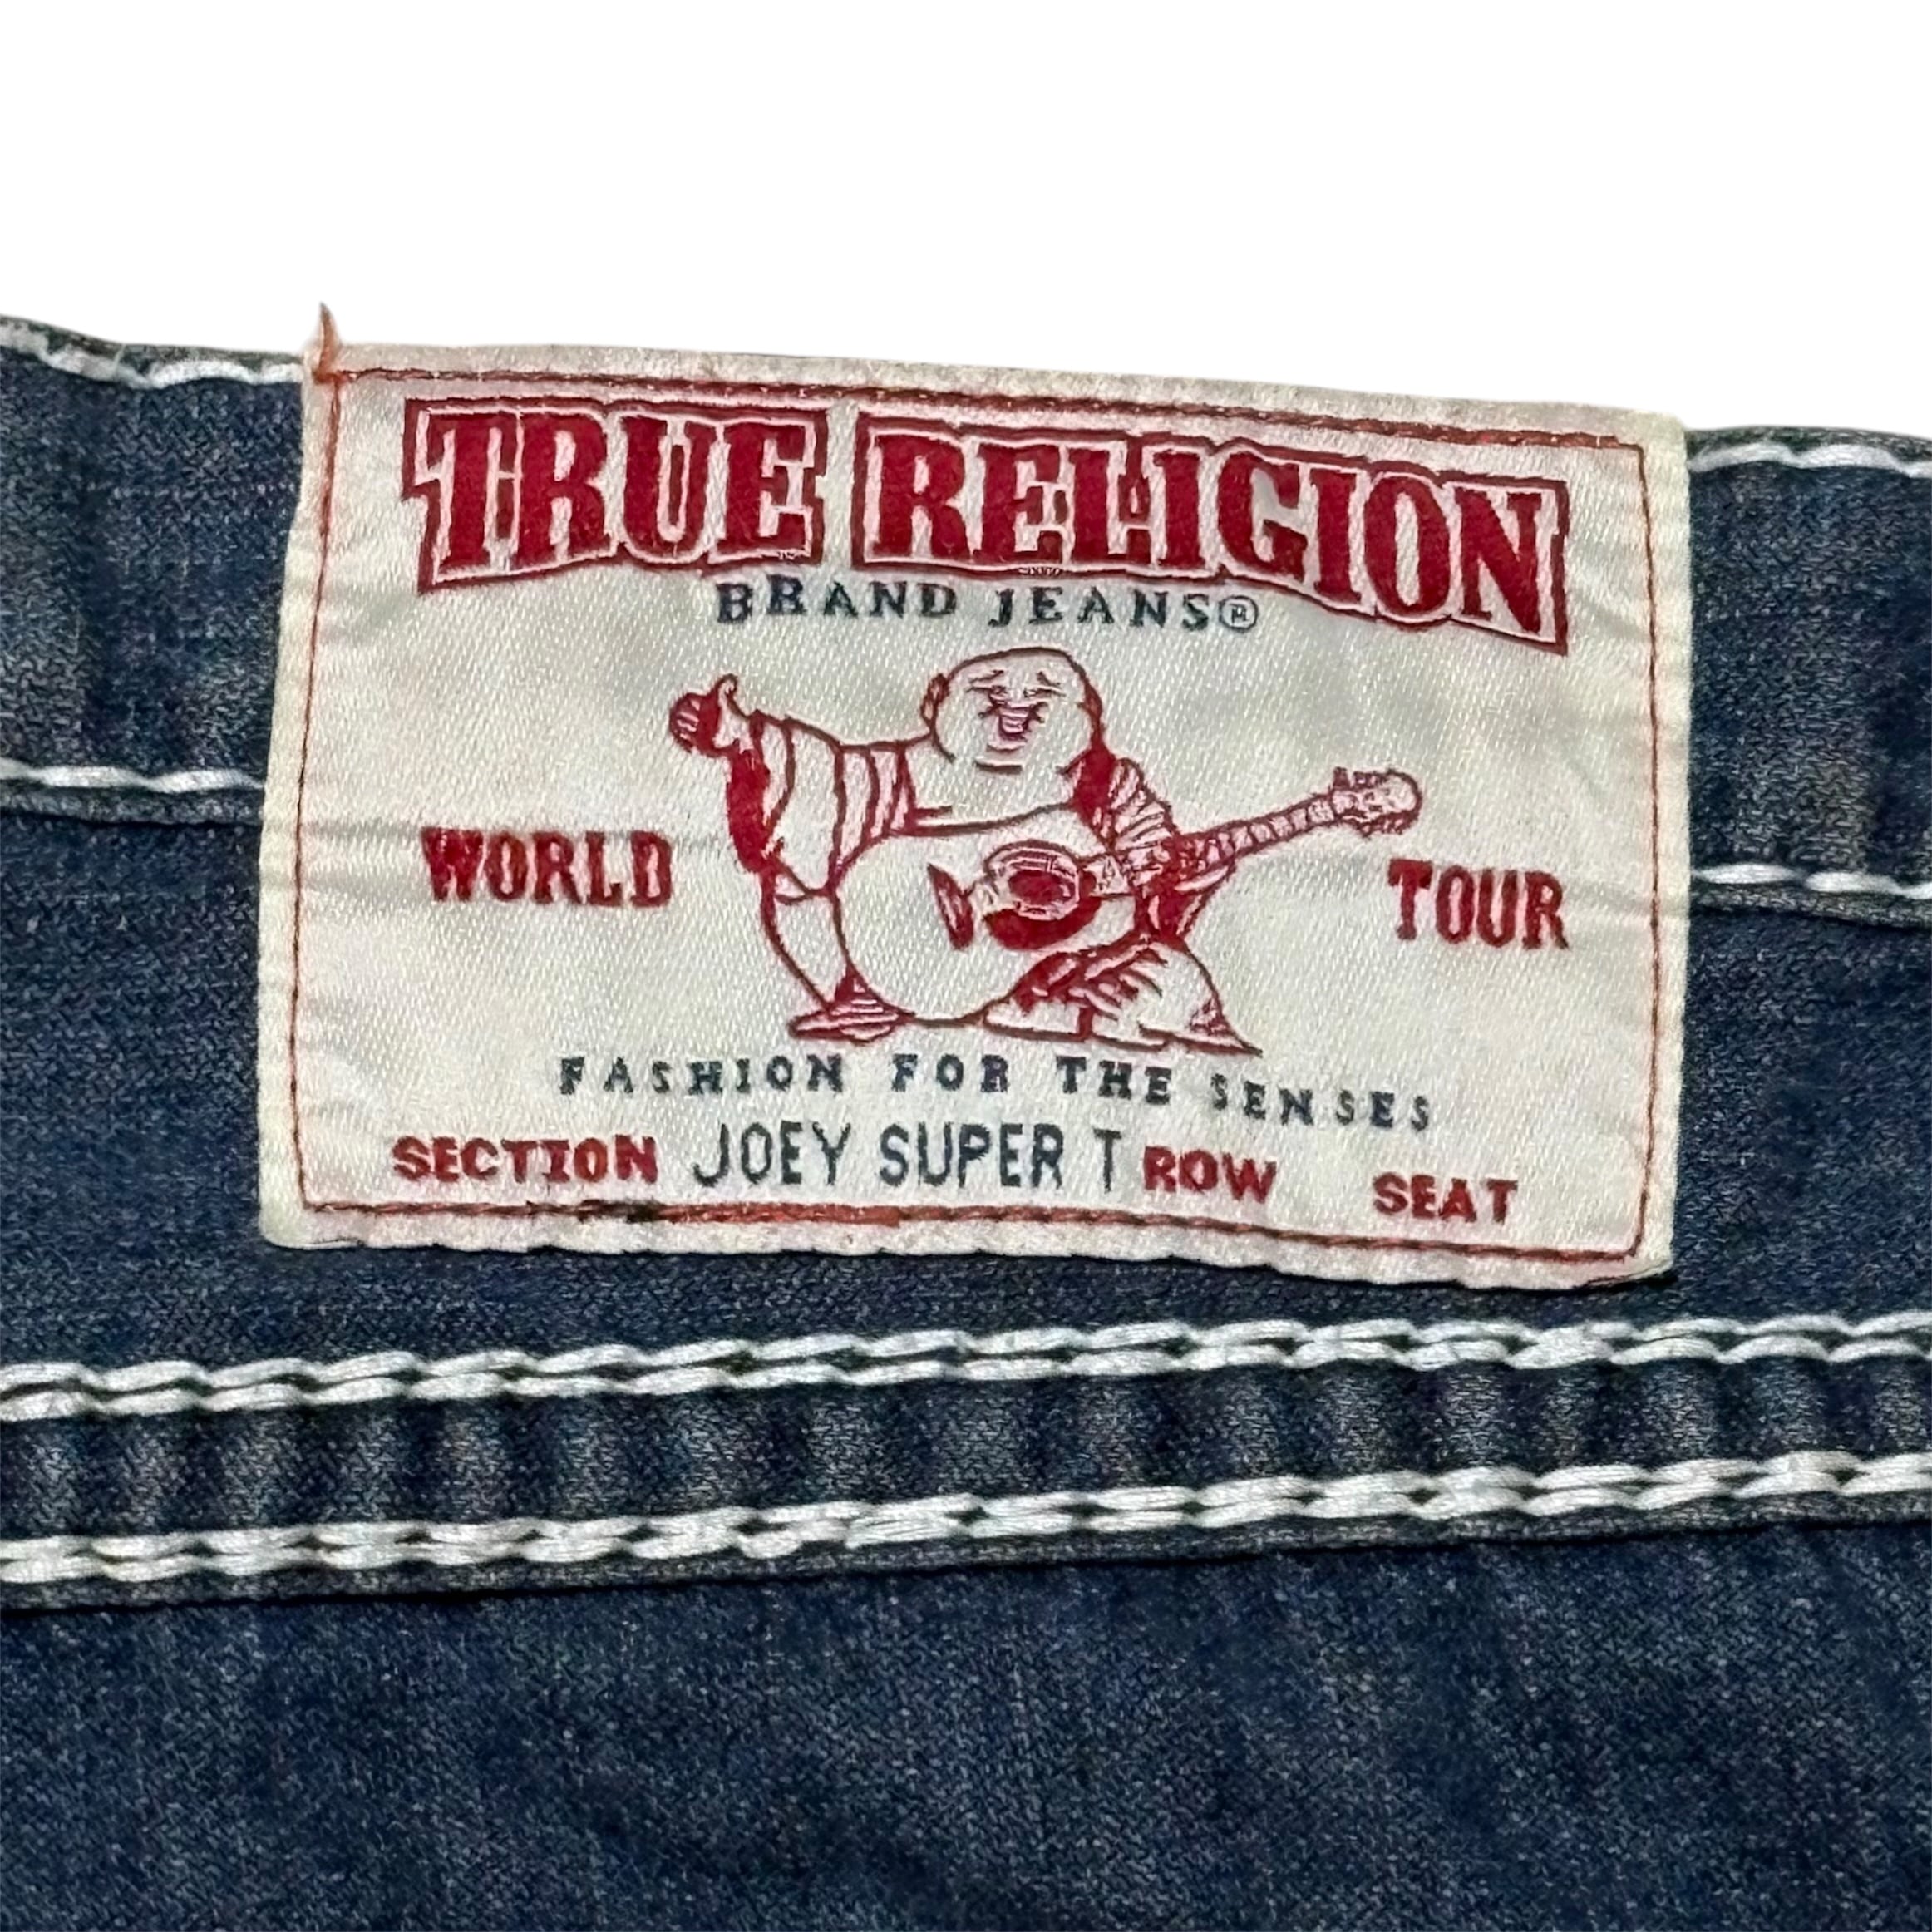 TRUE RELIGION
BRAND JEANS®
WORLD TOUR
FASHION FOR THE SENSES
SECTION JOEY SUPER T ROW SEAT